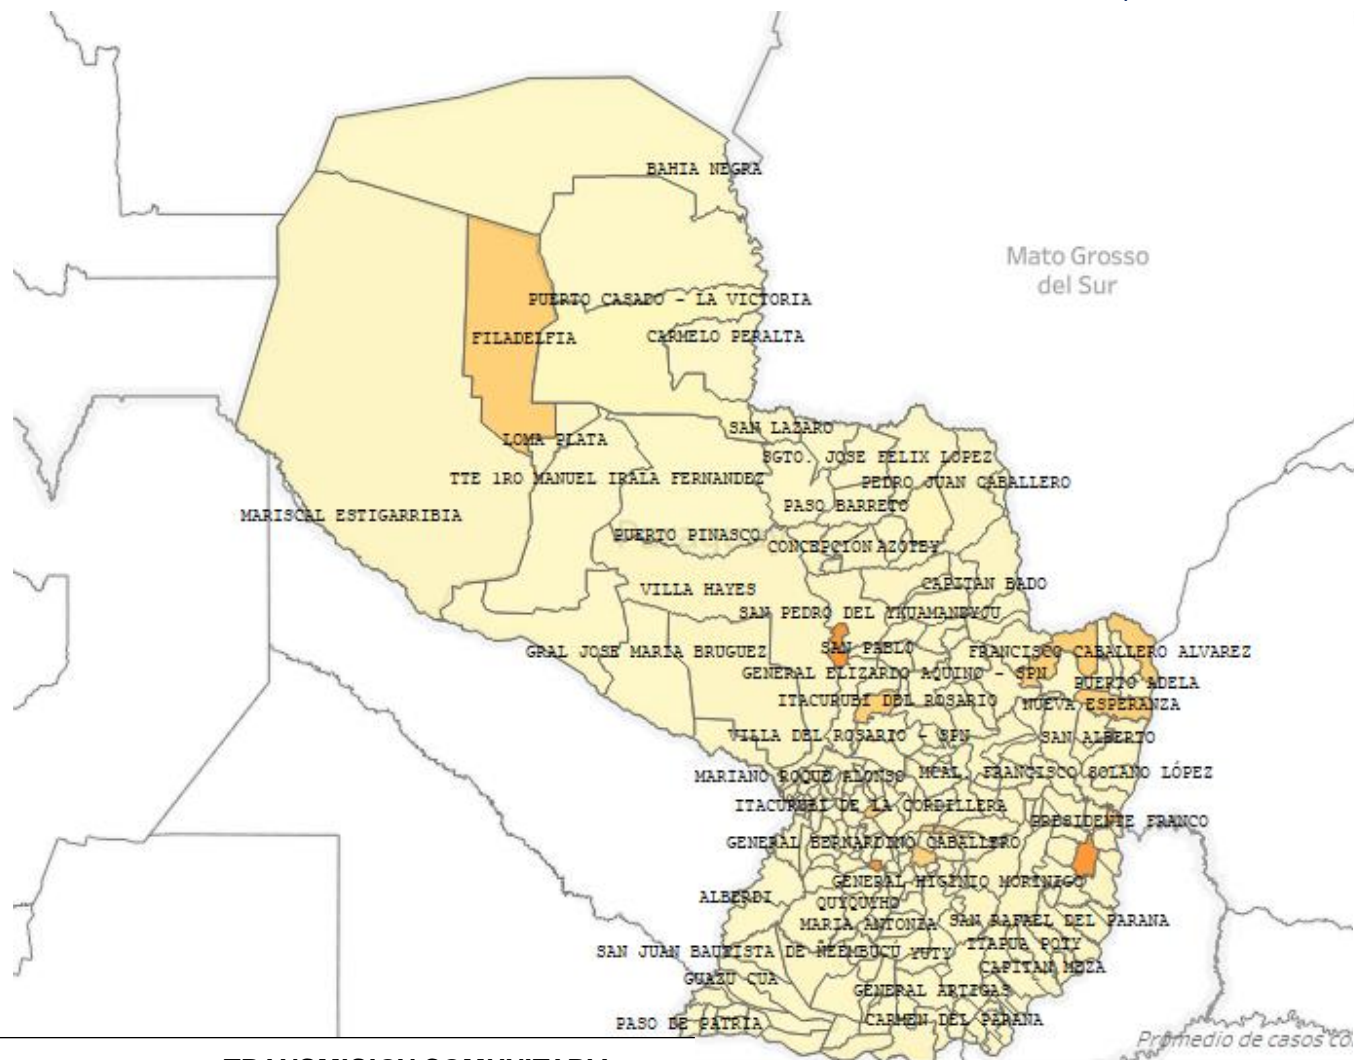 BAHIA NEGRA
Mato Grosso
del Sur
PUERTO CASADO - LA VICTORIA
FILADELFIA
CARMELO PERALTA
SAN LAZARO
LOMA PLATA
SGTO. JOSE FELIX LOPEZ
TTE 1RO MANUEL IRALA FERNANDEZ
PEDRO JUAN CABALLERO
PASO BARRETO
MARISCAL ESTIGARRIBIA
PUERTO PINASCO
CONCEPCION
AZOTEY
CAPITAN BADO
VILLA HAYES
SAN PEDRO DEL YKUAMANDYJU
SAN PABLO
GRAL JOSE MARIA BRUGUEZ
FRANCISCO CABALLERO ALVAREZ
GENERAL ELIZARDO AQUINO - SPN
PUERTO ADELA
ITACURUBI DEL ROSARIO
NUEVA ESPERANZA
VILLA DEL ROSARIO - SPN
SAN ALBERTO
MARIANO ROQUE ALONSO
MCAL. FRANCISCO SOLANO LÓPEZ
ITACURUBI DE LA CORDILLERA
PRESIDENTE FRANCO
GENERAL BERNARDINO CABALLERO
GENERAL HIGINIO MORINIGO
ALBERDI
QUYQUYHO
MARIA ANTONIA
SAN RAFAEL DEL PARANA
SAN JUAN BAUTISTA DE ÑEEMBUCÚ
YUTY
ITAPUA POTY
CAPITAN MEZA
GUAZU CUA
GENERAL ARTIGAS
PASO DE PATRIA
CARMEN DEL PARANA
Promedio de casos
TRANSMISION COMUNITARIA